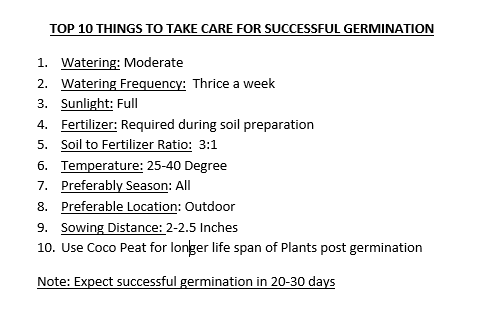 TOP 10 THINGS TO TAKE CARE FOR SUCCESSFUL GERMINATION
1. Watering: Moderate
2. Watering Frequency: Thrice a week
3. Sunlight: Full
4. Fertilizer: Required during soil preparation
5. Soil to Fertilizer Ratio: 3:1
6. Temperature: 25-40 Degree
7. Preferably Season: All
8. Preferable Location: Outdoor
9. Sowing Distance: 2-2.5 Inches
10. Use Coco Peat for longer life span of Plants post germination
Note: Expect successful germination in 20-30 days